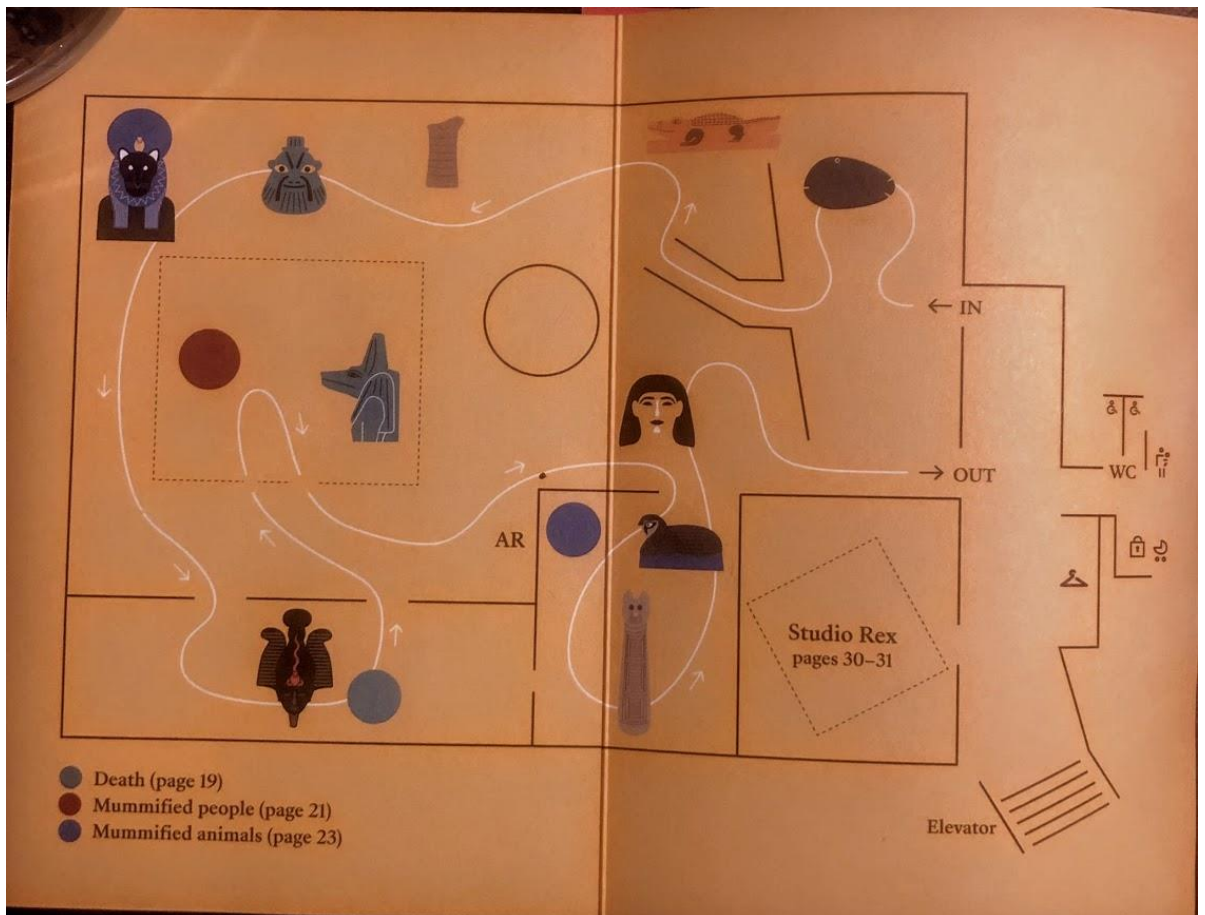 ← IN
→ OUT
WC
AR
Studio Rex
pages 30–31
Death (page 19)
Mummified people (page 21)
Mummified animals (page 23)
Elevator